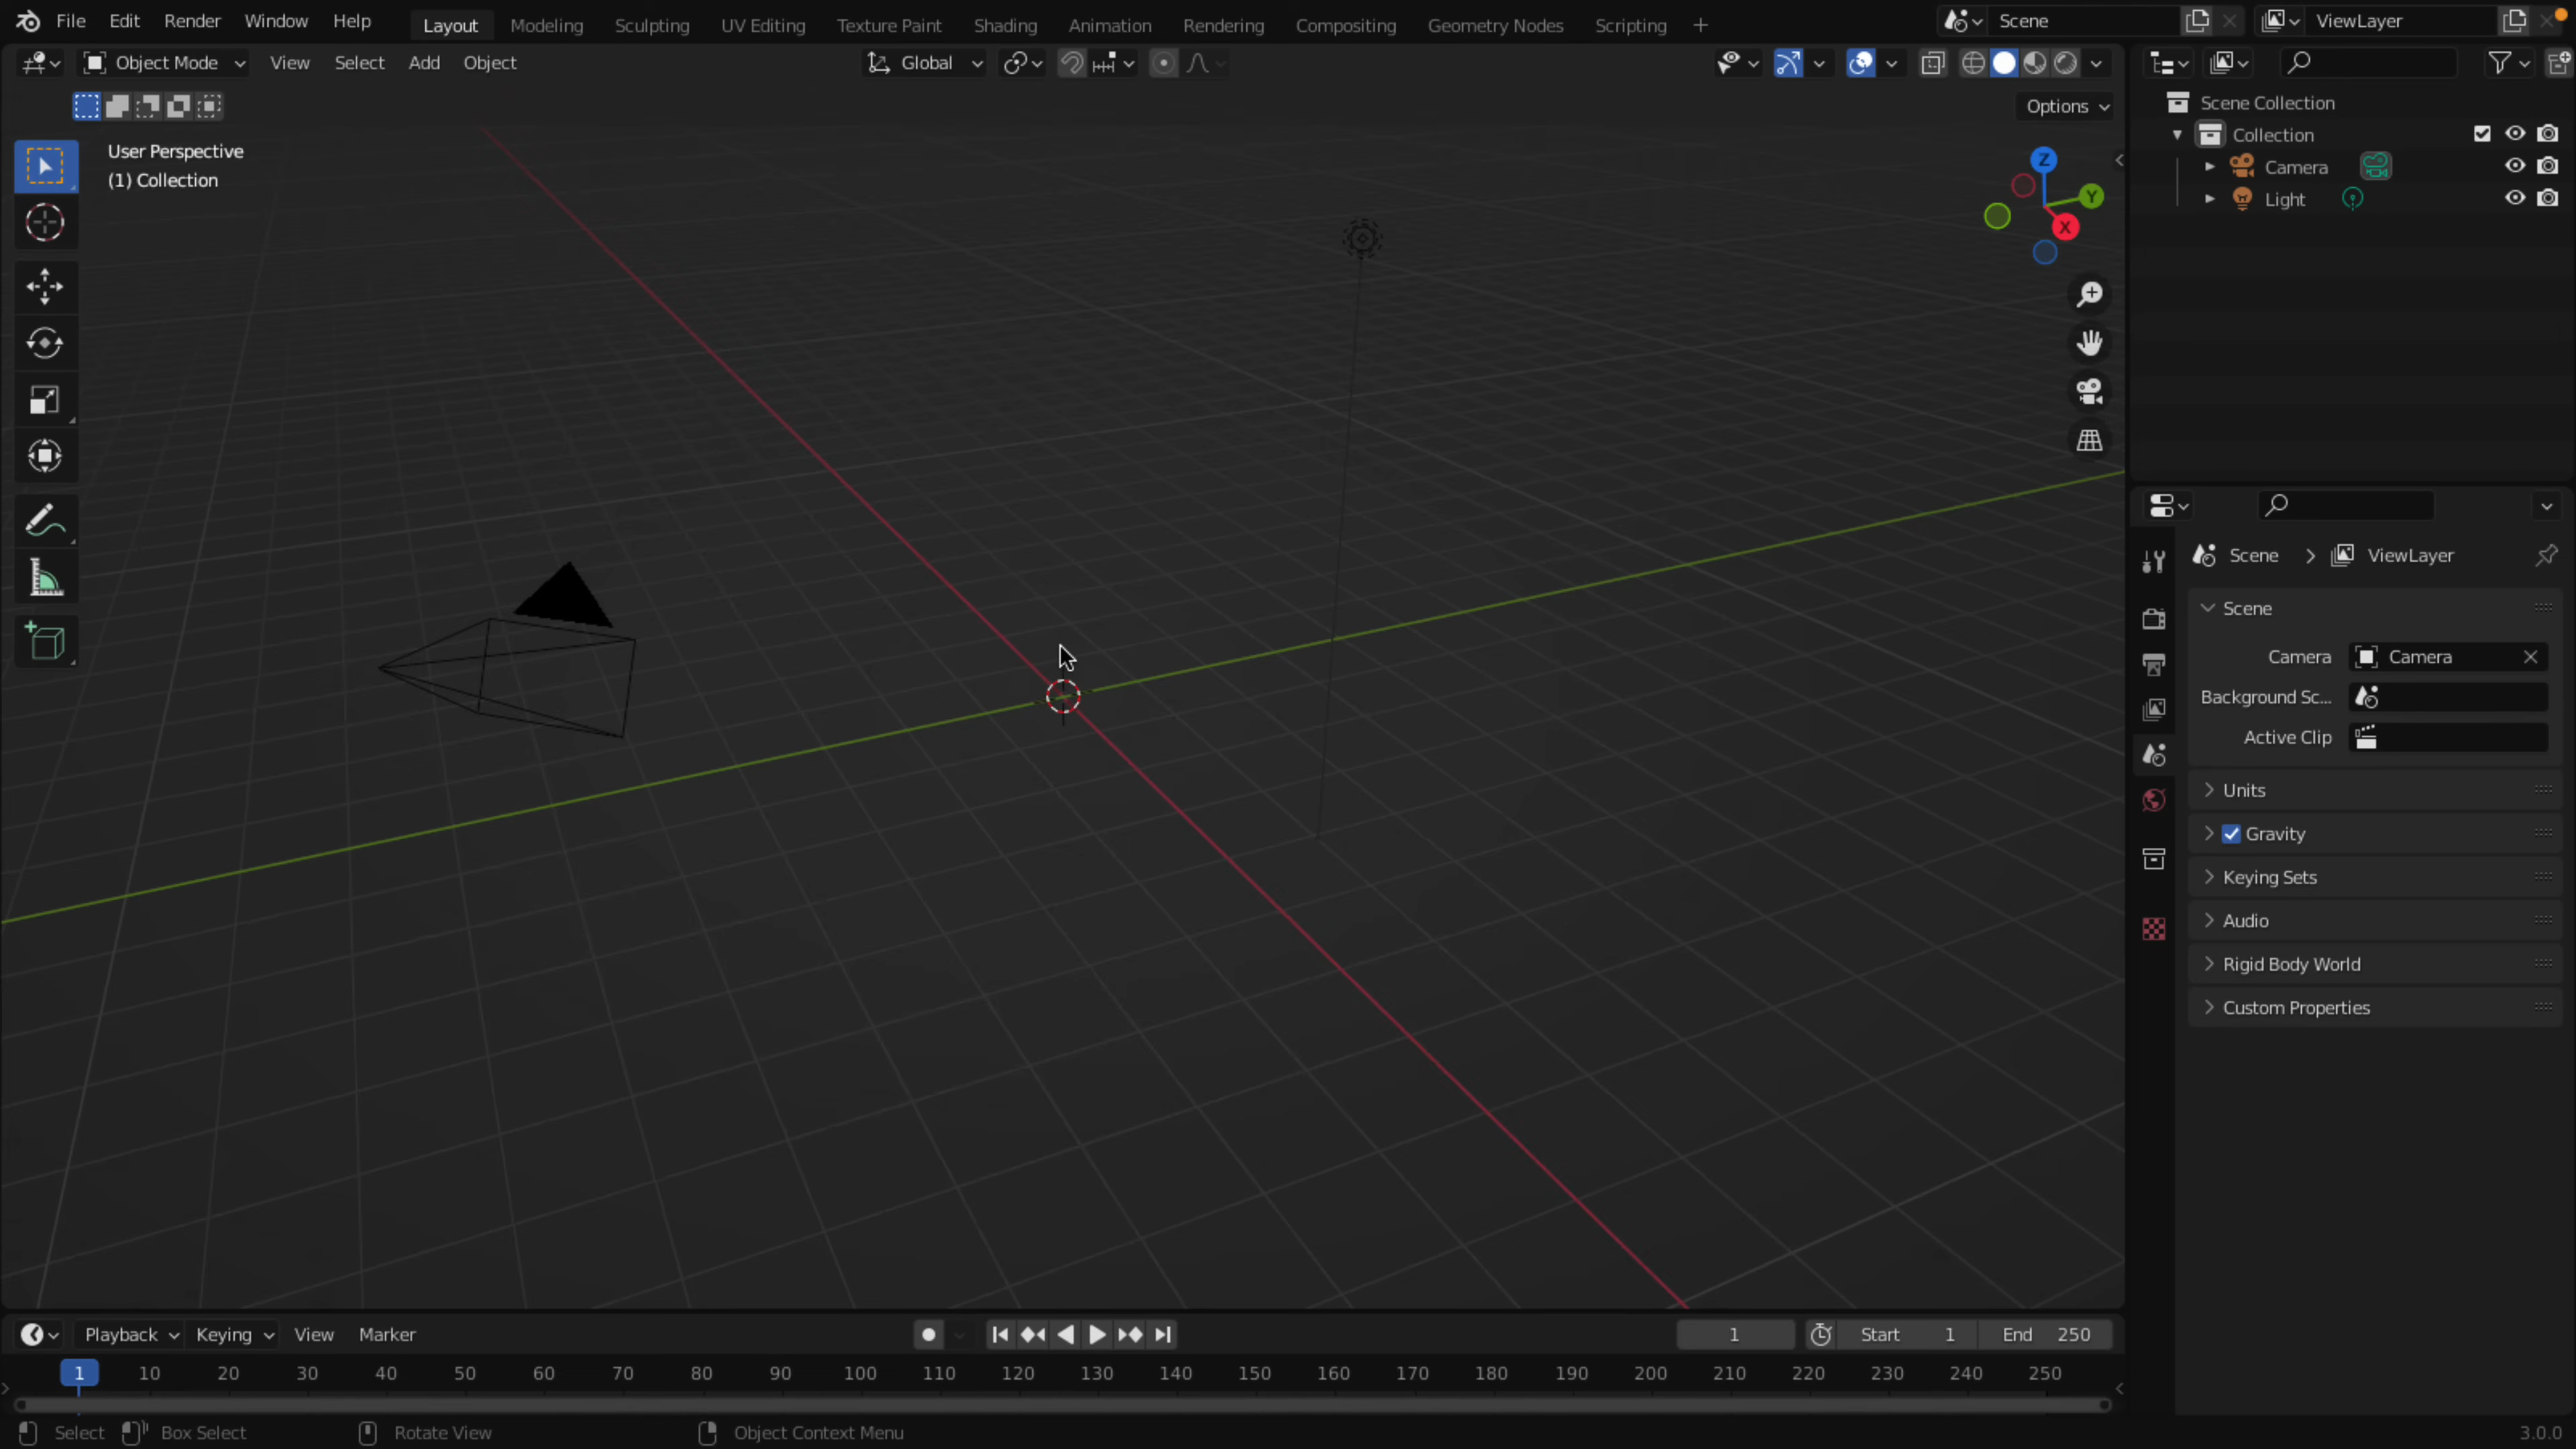 File Edit Render Window Help Layout Modeling Sculpting UV Editing Texture Paint Shading Animation Rendering Compositing Geometry Nodes Scripting + Scene ViewLayer
Object Mode View Select Add Object Global
Options
User Perspective
(1) Collection
Z
Y
X
Scene Collection
Collection
Camera
Light
Scene > ViewLayer
Scene
Camera Camera
Background Sc...
Active Clip
Units
Gravity
Keying Sets
Audio
Rigid Body World
Custom Properties
Playback Keying View Marker 1 Start 1 End 250
1 10 20 30 40 50 60 70 80 90 100 110 120 130 140 150 160 170 180 190 200 210 220 230 240 250
Select Box Select Rotate View Object Context Menu 3.0.0